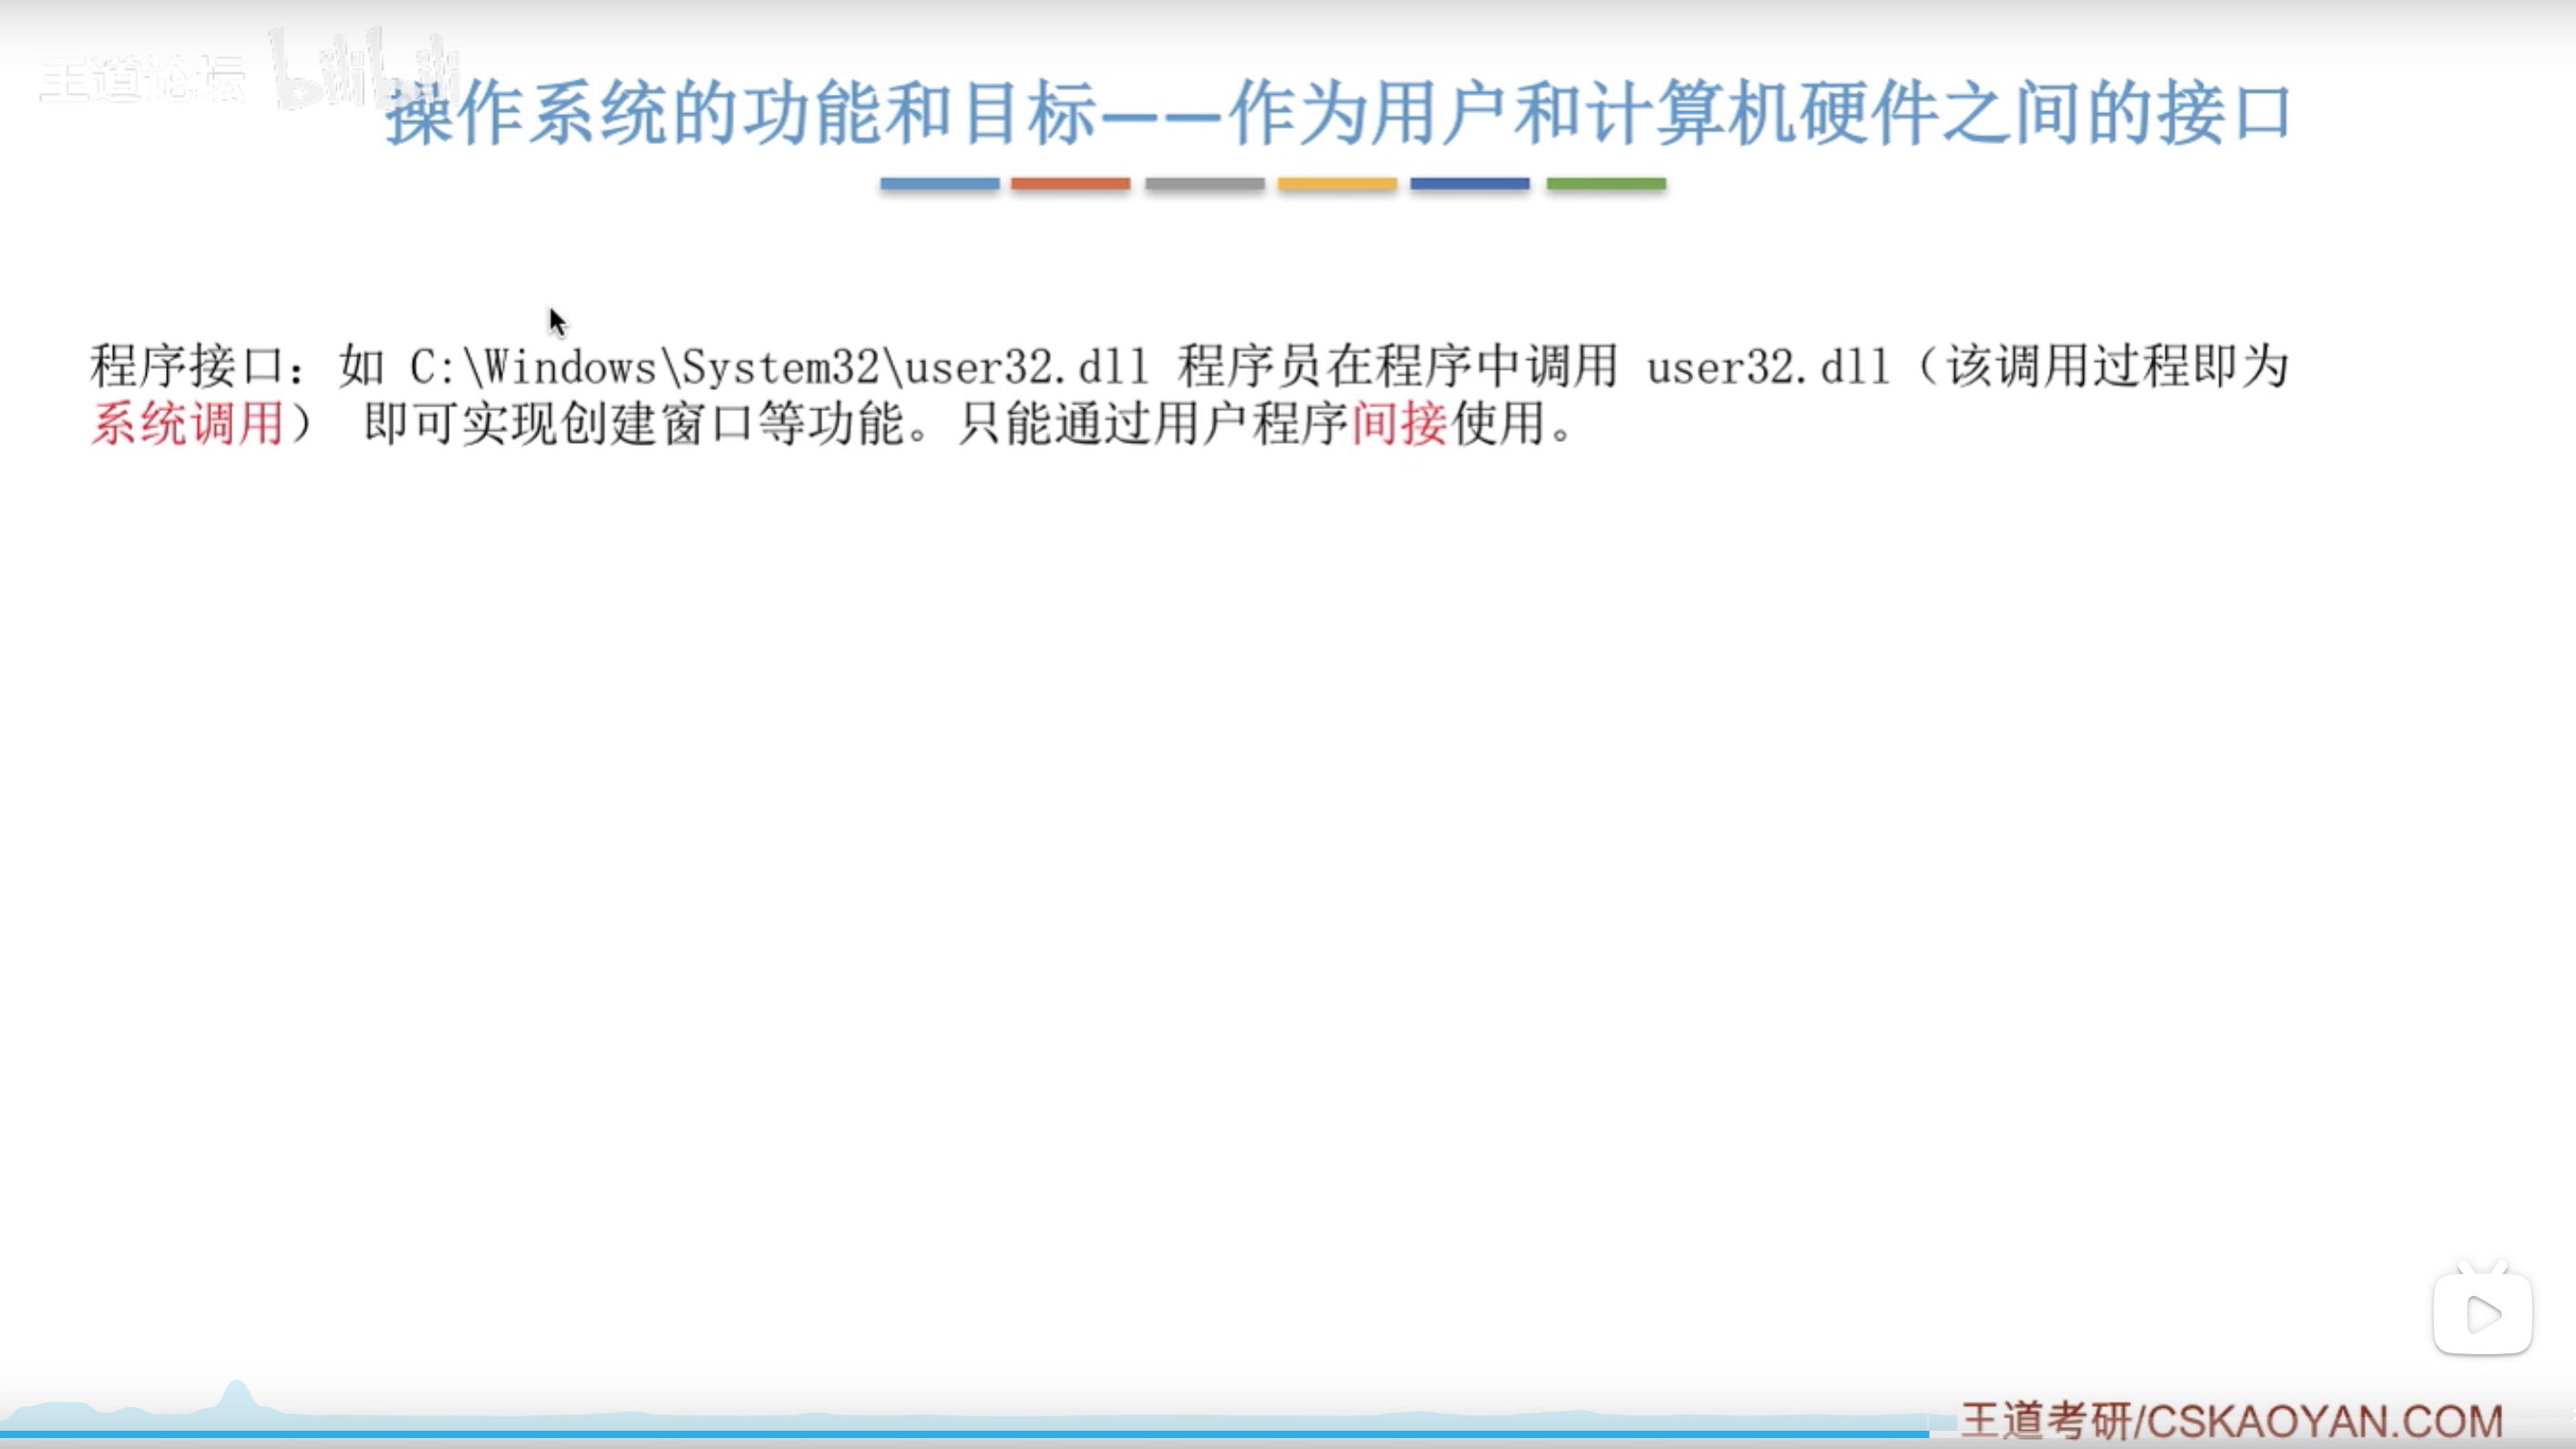 王道论坛 bilibili
操作系统的功能和目标——作为用户和计算机硬件之间的接口
程序接口：如 C:\Windows\System32\user32.dll 程序员在程序中调用 user32.dll（该调用过程即为
系统调用） 即可实现创建窗口等功能。只能通过用户程序间接使用。
王道考研/CSKAOYAN.COM